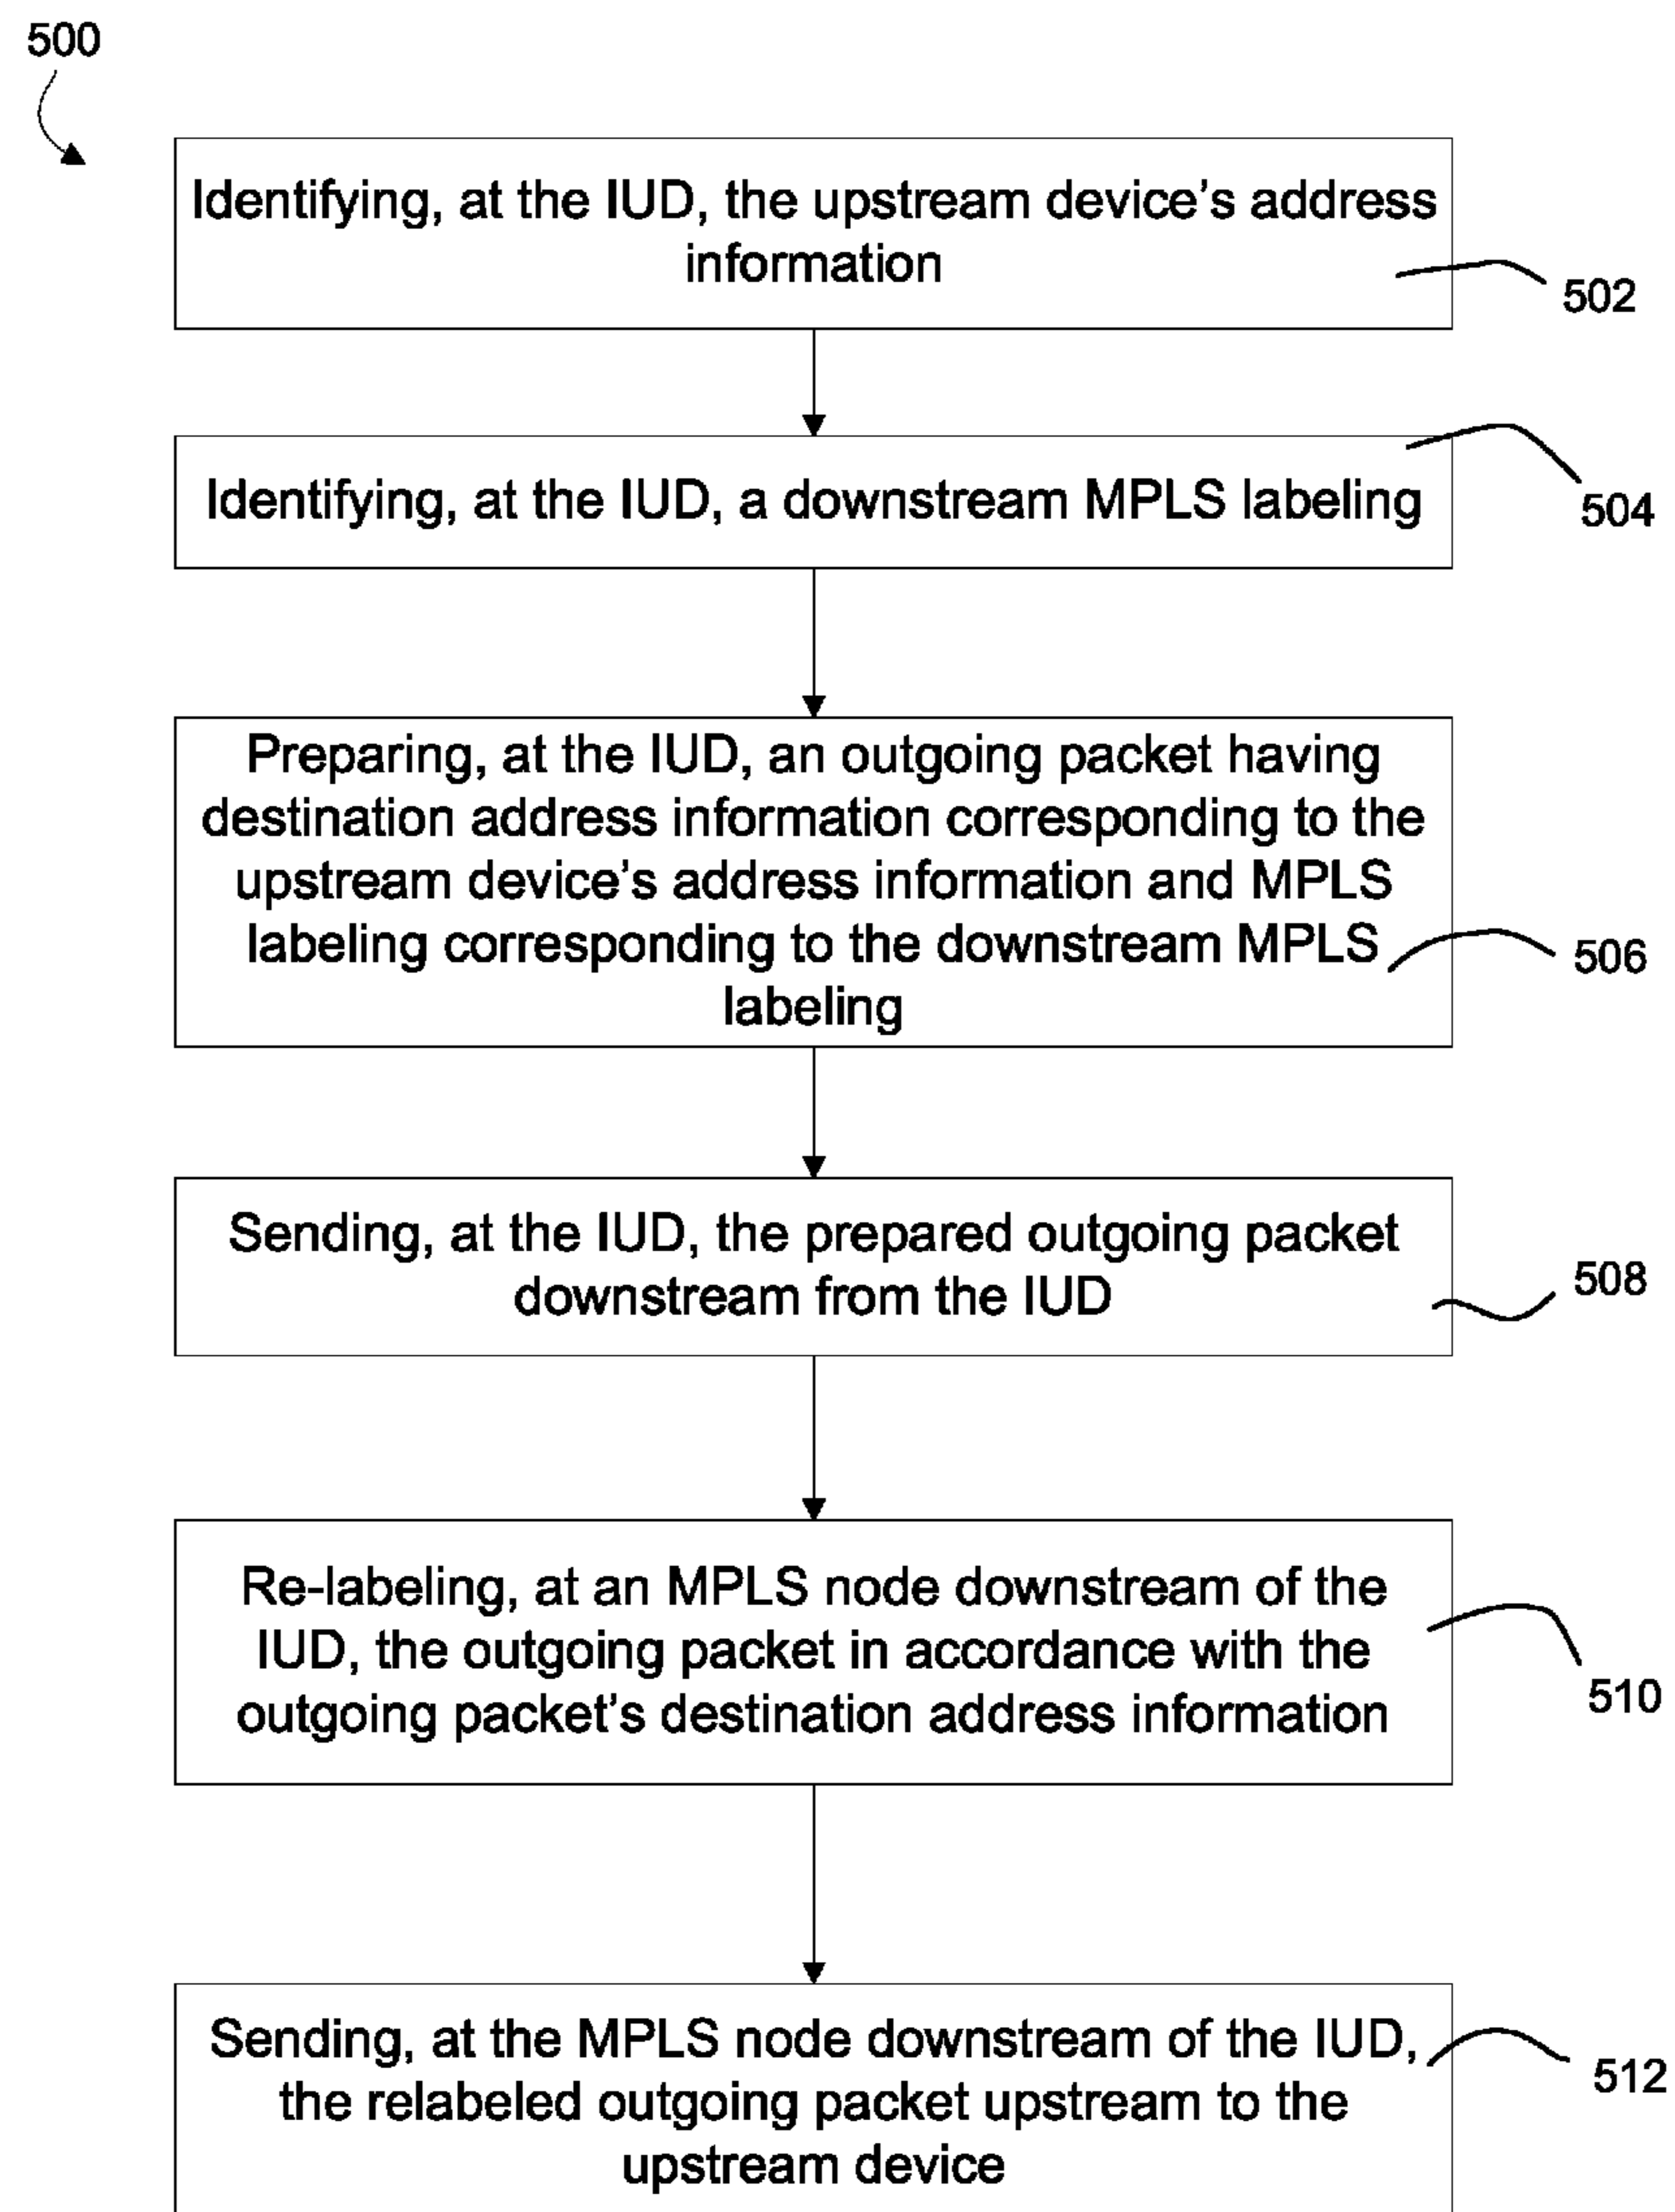 500
Identifying, at the IUD, the upstream device’s address
information
502
Identifying, at the IUD, a downstream MPLS labeling
504
Preparing, at the IUD, an outgoing packet having
destination address information corresponding to the
upstream device’s address information and MPLS
labeling corresponding to the downstream MPLS
labeling
506
Sending, at the IUD, the prepared outgoing packet
downstream from the IUD
508
Re-labeling, at an MPLS node downstream of the
IUD, the outgoing packet in accordance with the
outgoing packet’s destination address information
510
Sending, at the MPLS node downstream of the IUD,
the relabeled outgoing packet upstream to the
upstream device
512